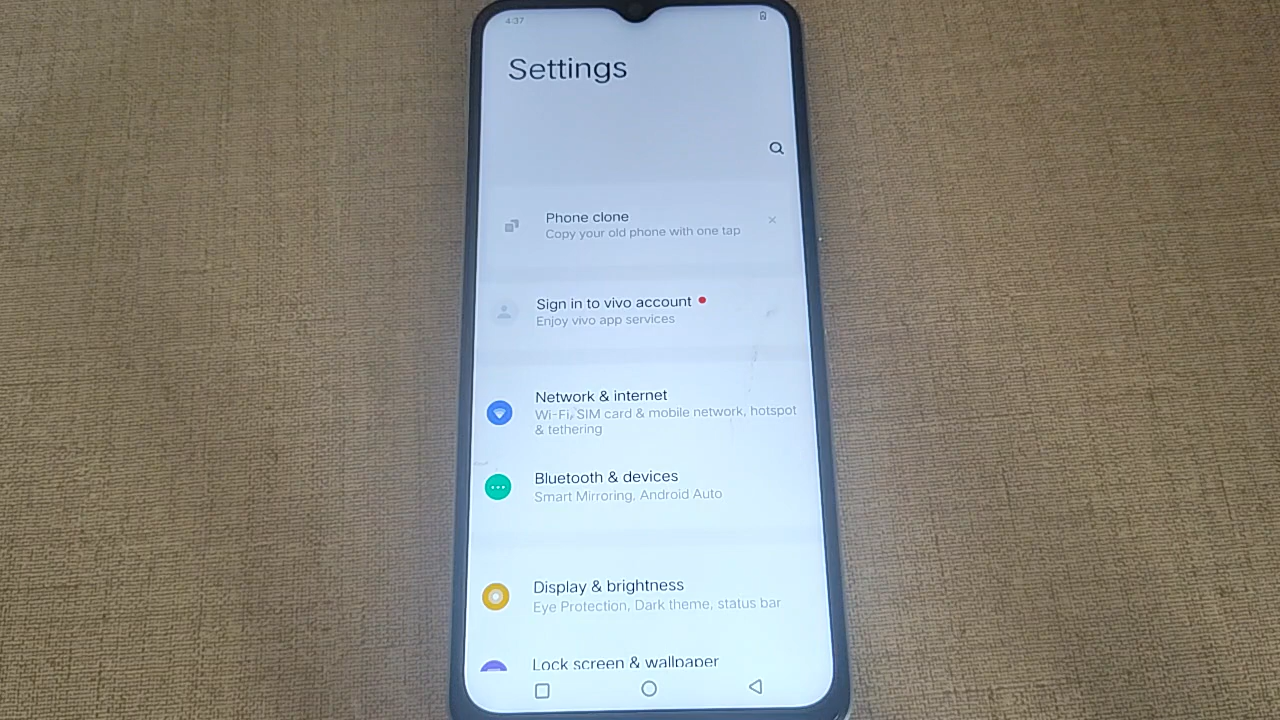 4:37
Settings
Phone clone
Copy your old phone with one tap
Sign in to vivo account
Enjoy vivo app services
Network & internet
Wi-Fi, SIM card & mobile network, hotspot
& tethering
Bluetooth & devices
Smart Mirroring, Android Auto
Display & brightness
Eye Protection, Dark theme, status bar
Lock screen & wallpaper